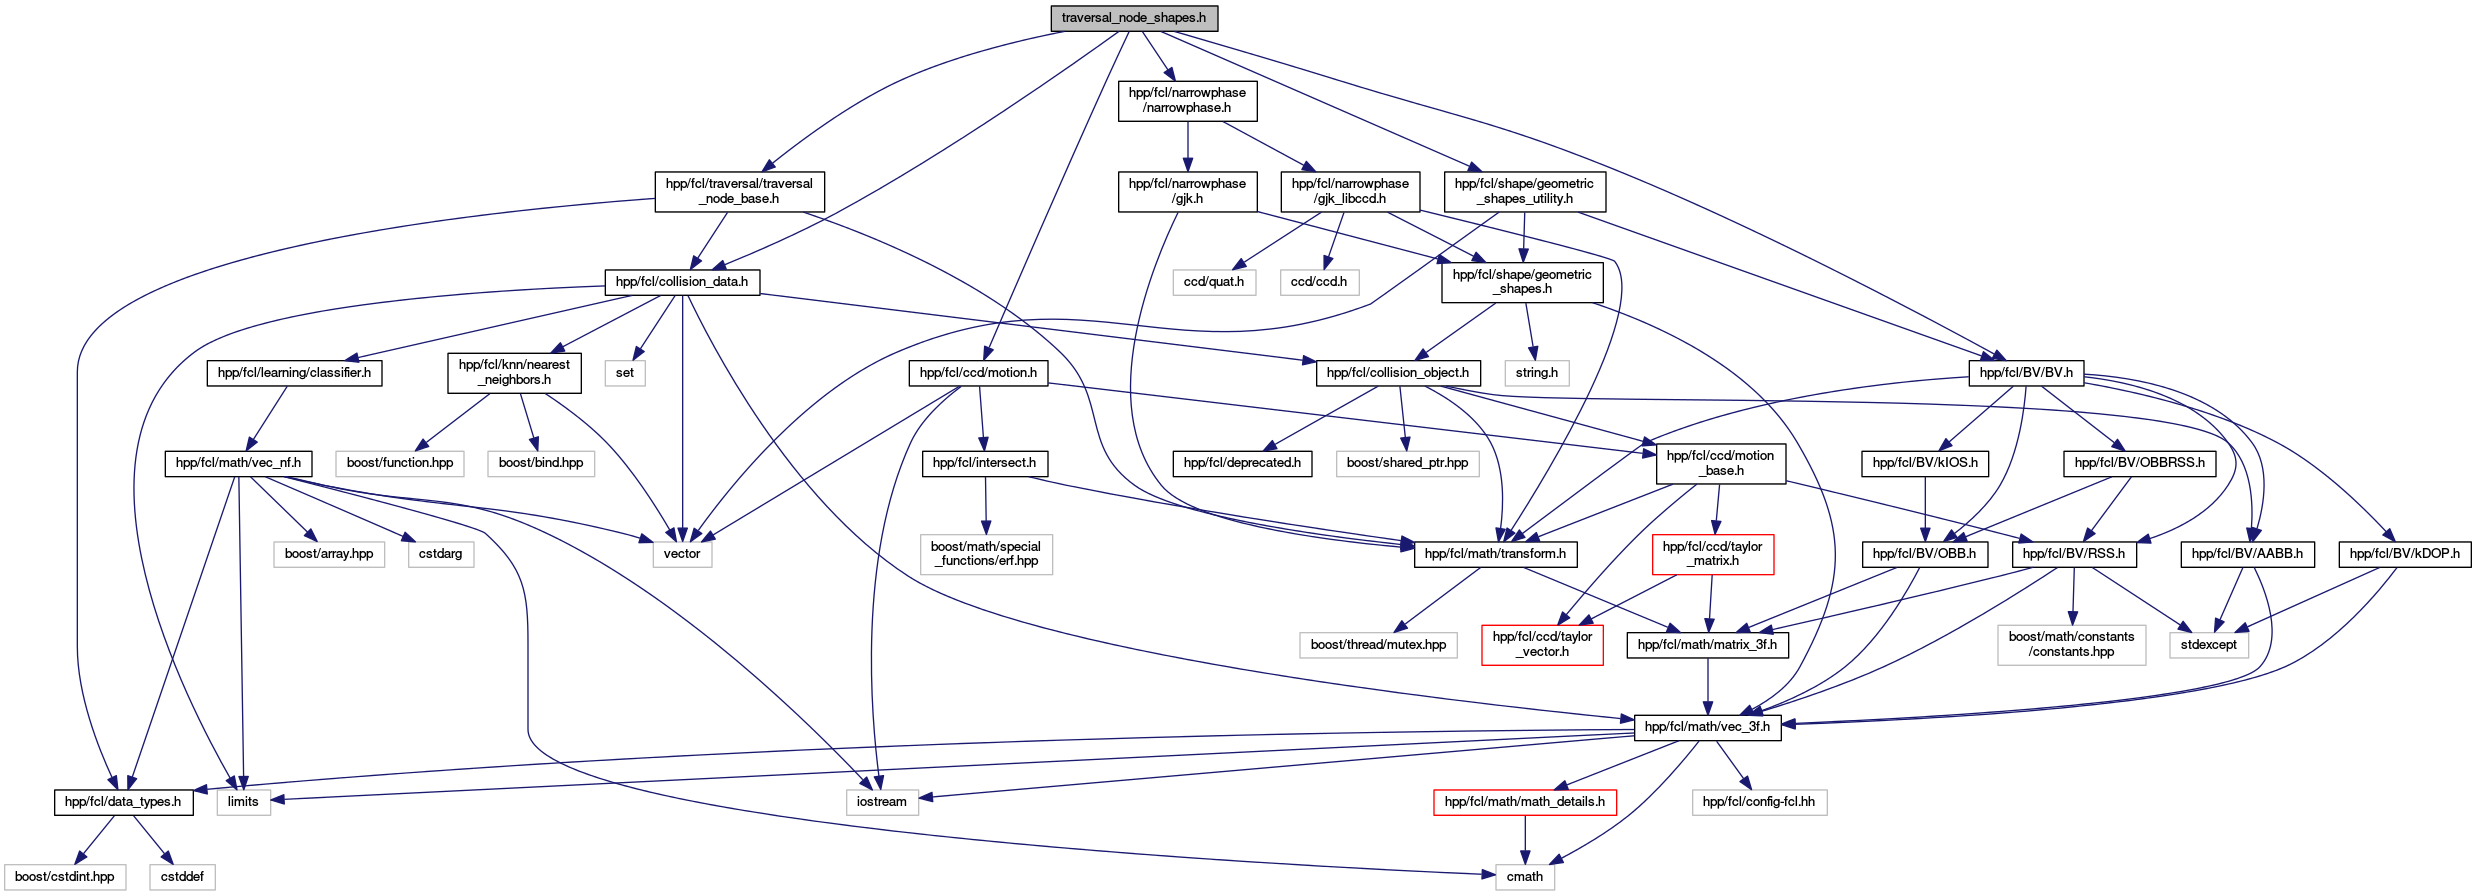 traversal_node_shapes.h
hpp/fcl/narrowphase
/narrowphase.h
hpp/fcl/traversal/traversal
_node_base.h
hpp/fcl/narrowphase
/gjk.h
hpp/fcl/narrowphase
/gjk_libccd.h
hpp/fcl/shape/geometric
_shapes_utility.h
hpp/fcl/collision_data.h
ccd/quat.h
ccd/ccd.h
hpp/fcl/shape/geometric
_shapes.h
hpp/fcl/learning/classifier.h
hpp/fcl/knn/nearest
_neighbors.h
set
hpp/fcl/ccd/motion.h
hpp/fcl/collision_object.h
string.h
hpp/fcl/BV/BV.h
hpp/fcl/math/vec_nf.h
boost/function.hpp
boost/bind.hpp
hpp/fcl/intersect.h
hpp/fcl/deprecated.h
boost/shared_ptr.hpp
hpp/fcl/ccd/motion
_base.h
hpp/fcl/BV/kIOS.h
hpp/fcl/BV/OBBRSS.h
boost/array.hpp
cstdarg
vector
boost/math/special
_functions/erf.hpp
hpp/fcl/math/transform.h
hpp/fcl/ccd/taylor
_matrix.h
hpp/fcl/BV/OBB.h
hpp/fcl/BV/RSS.h
hpp/fcl/BV/AABB.h
hpp/fcl/BV/kDOP.h
boost/thread/mutex.hpp
hpp/fcl/ccd/taylor
_vector.h
hpp/fcl/math/matrix_3f.h
boost/math/constants
/constants.hpp
stdexcept
hpp/fcl/math/vec_3f.h
hpp/fcl/data_types.h
limits
iostream
hpp/fcl/math/math_details.h
hpp/fcl/config-fcl.hh
boost/cstdint.hpp
cstddef
cmath